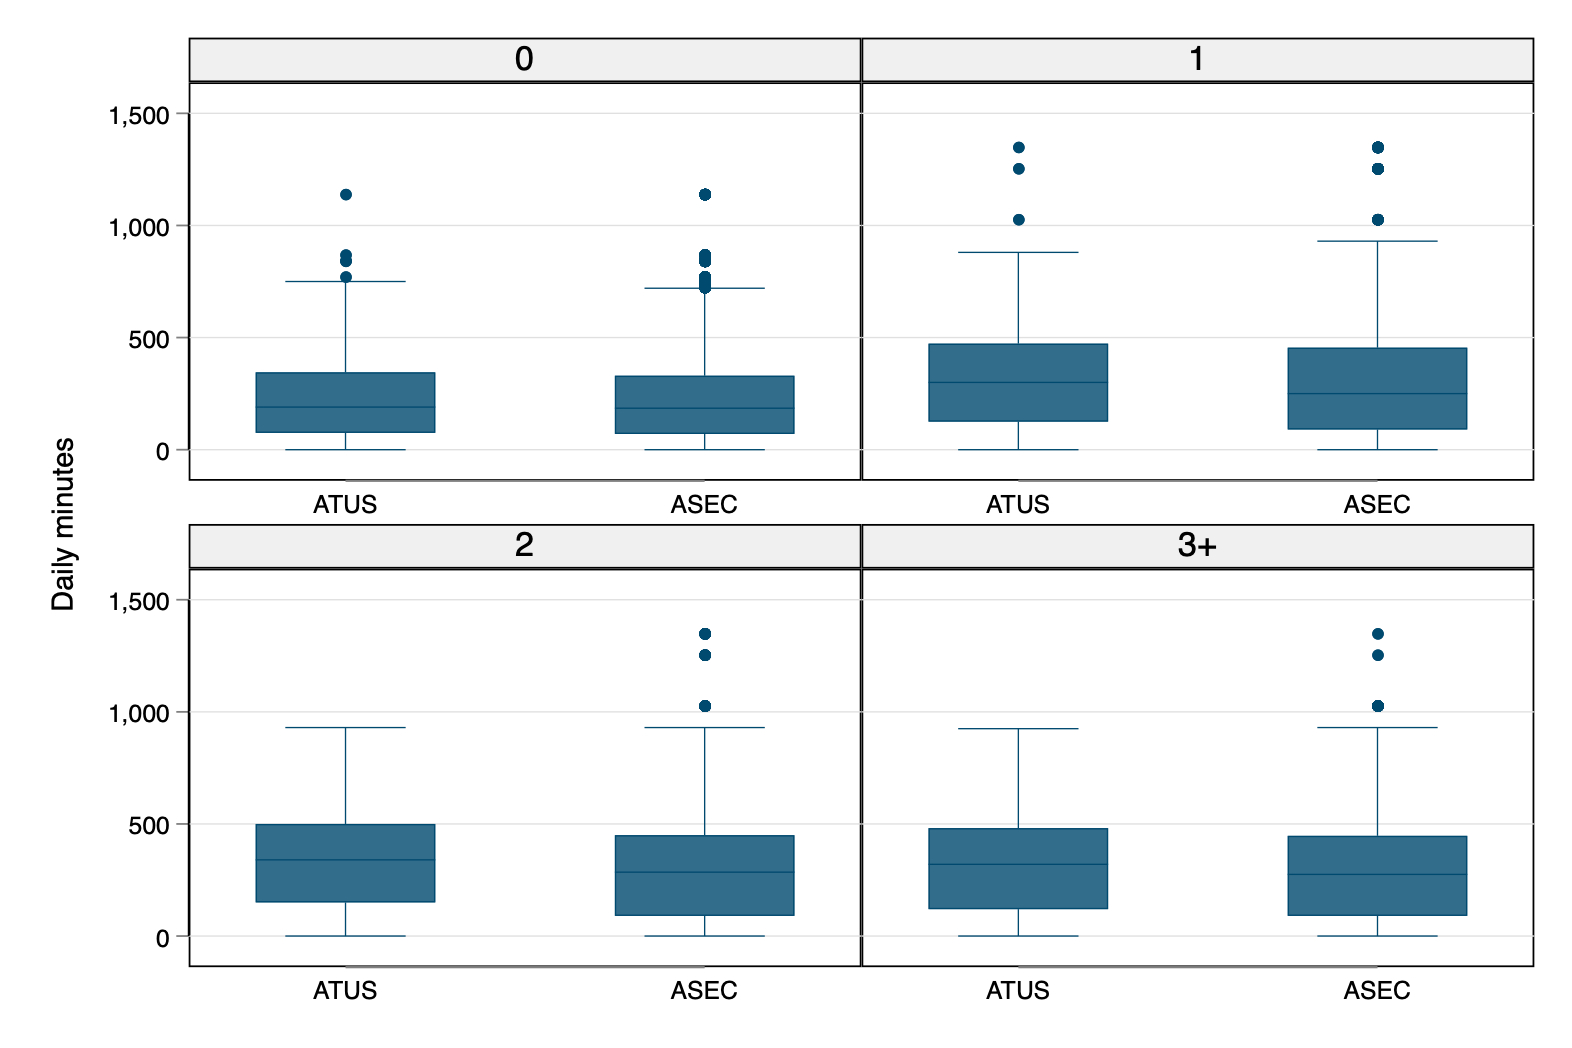 Daily minutes
0
1
1,500
1,000
500
0
ATUS
ASEC
ATUS
ASEC
2
3+
1,500
1,000
500
0
ATUS
ASEC
ATUS
ASEC